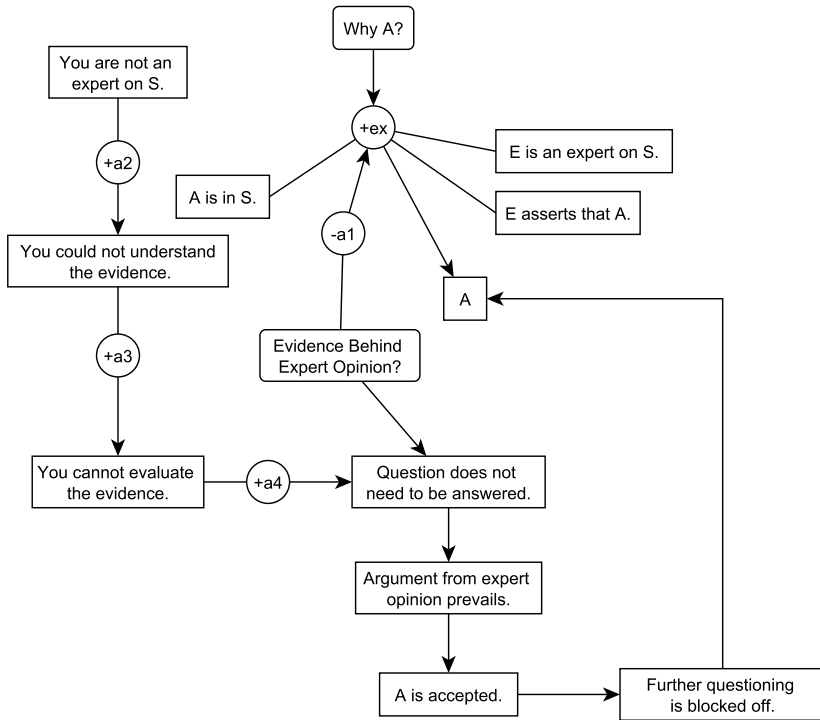 Why A?
You are not an
expert on S.
+ex
E is an expert on S.
+a2
A is in S.
E asserts that A.
-a1
You could not understand
the evidence.
A
+a3
Evidence Behind
Expert Opinion?
You cannot evaluate
the evidence.
+a4
Question does not
need to be answered.
Argument from expert
opinion prevails.
A is accepted.
Further questioning
is blocked off.